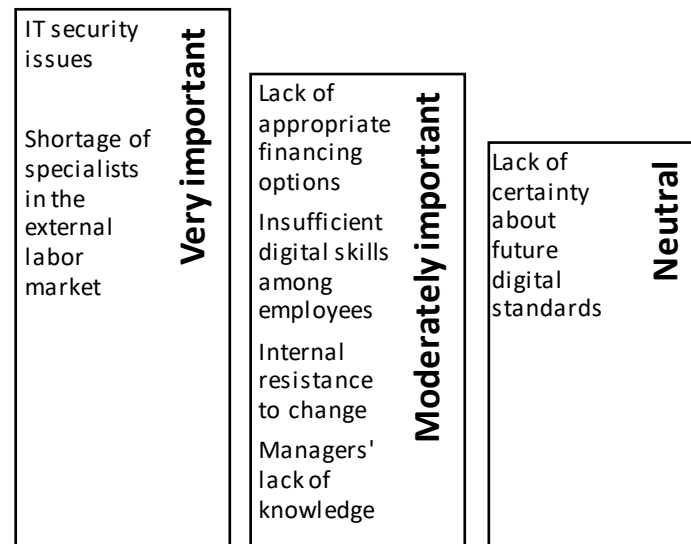 IT security
issues
Shortage of
specialists
in the
external
labor
market
Very important
Lack of
appropriate
financing
options
Insufficient
digital skills
among
employees
Internal
resistance
to change
Managers'
lack of
knowledge
Moderately important
Lack of
certainty
about
future
digital
standards
Neutral